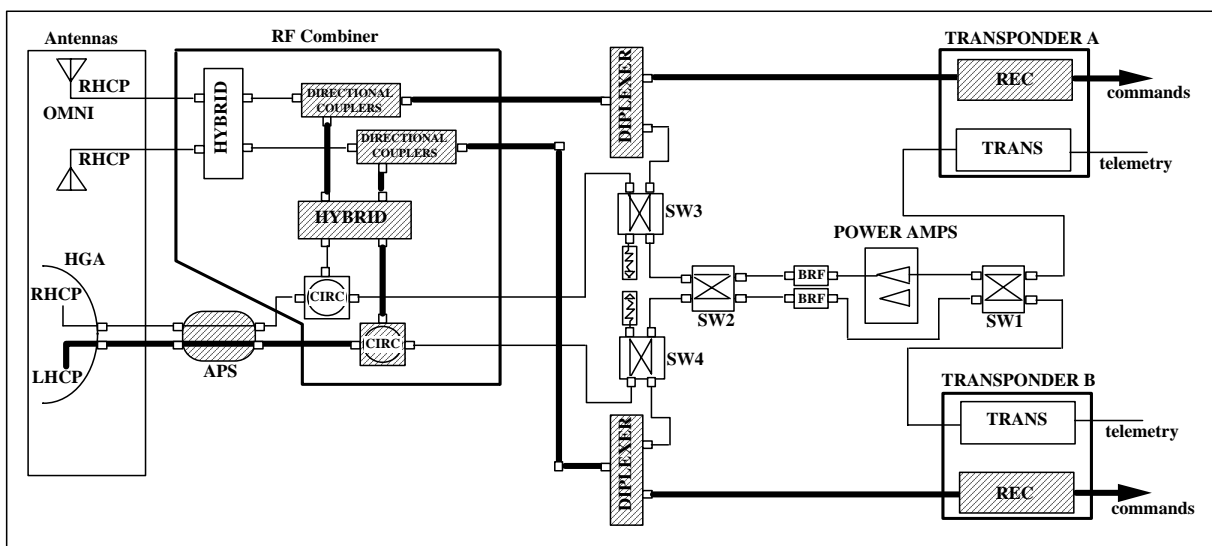 Antennas
RHCP
OMNI
RHCP
HGA
RHCP
LHCP
APS
RF Combiner
HYBRID
DIRECTIONAL
COUPLERS
DIRECTIONAL
COUPLERS
HYBRID
CIRC
CIRC
DIPLEXER
SW3
SW2
SW4
DIPLEXER
BRF
BRF
POWER AMPS
SW1
TRANSPONDER A
REC
commands
TRANS
telemetry
TRANSPONDER B
TRANS
telemetry
REC
commands